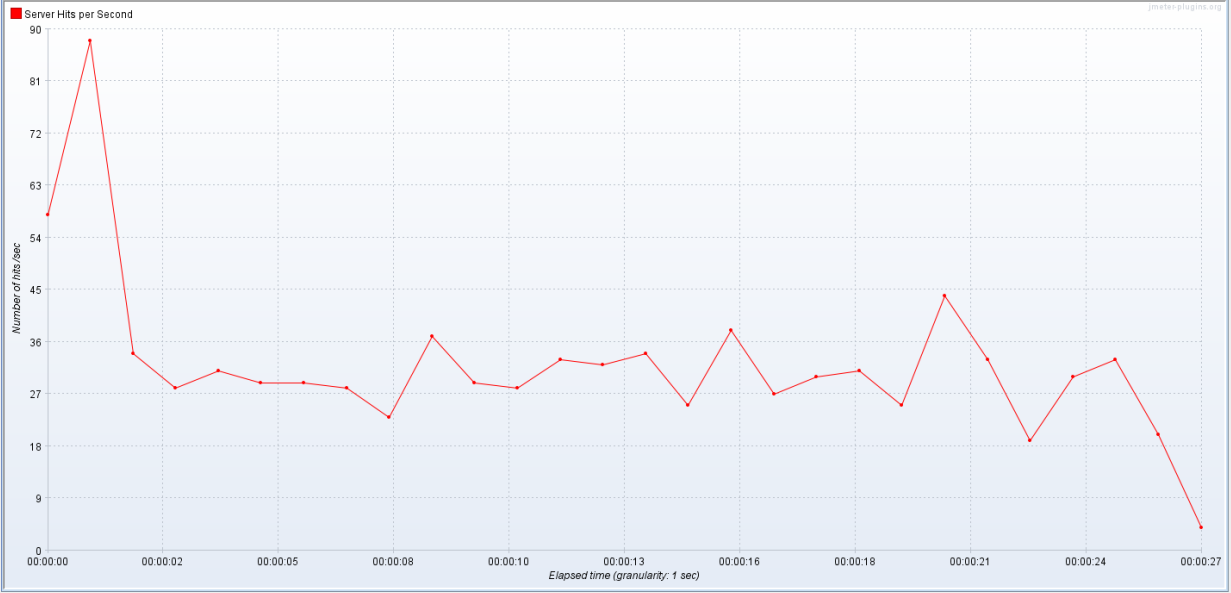 jmeter-plugins.org
Server Hits per Second
90
81
72
63
54
45
36
27
18
9
0
Number of hits /sec
00:00:00 00:00:02 00:00:05 00:00:08 00:00:10 00:00:13 00:00:16 00:00:18 00:00:21 00:00:24 00:00:27
Elapsed time (granularity: 1 sec)